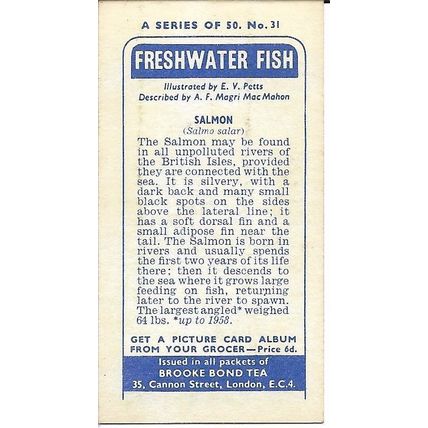 A SERIES OF 50. No. 31
FRESHWATER FISH
Illustrated by E. V. Petts
Described by A. F. Magri MacMahon
SALMON
(Salmo salar)
The Salmon may be found
in all unpolluted rivers of
the British Isles, provided
they are connected with the
sea. It is silvery, with a
dark back and many small
black spots on the sides
above the lateral line; it
has a soft dorsal fin and a
small adipose fin near the
tail. The Salmon is born in
rivers and usually spends
the first two years of its life
there; then it descends to
the sea where it grows large
feeding on fish, returning
later to the river to spawn.
The largest angled* weighed
64 lbs. *up to 1958.
GET A PICTURE CARD ALBUM
FROM YOUR GROCER—Price 6d.
Issued in all packets of
BROOKE BOND TEA
35, Cannon Street, London, E.C.4.